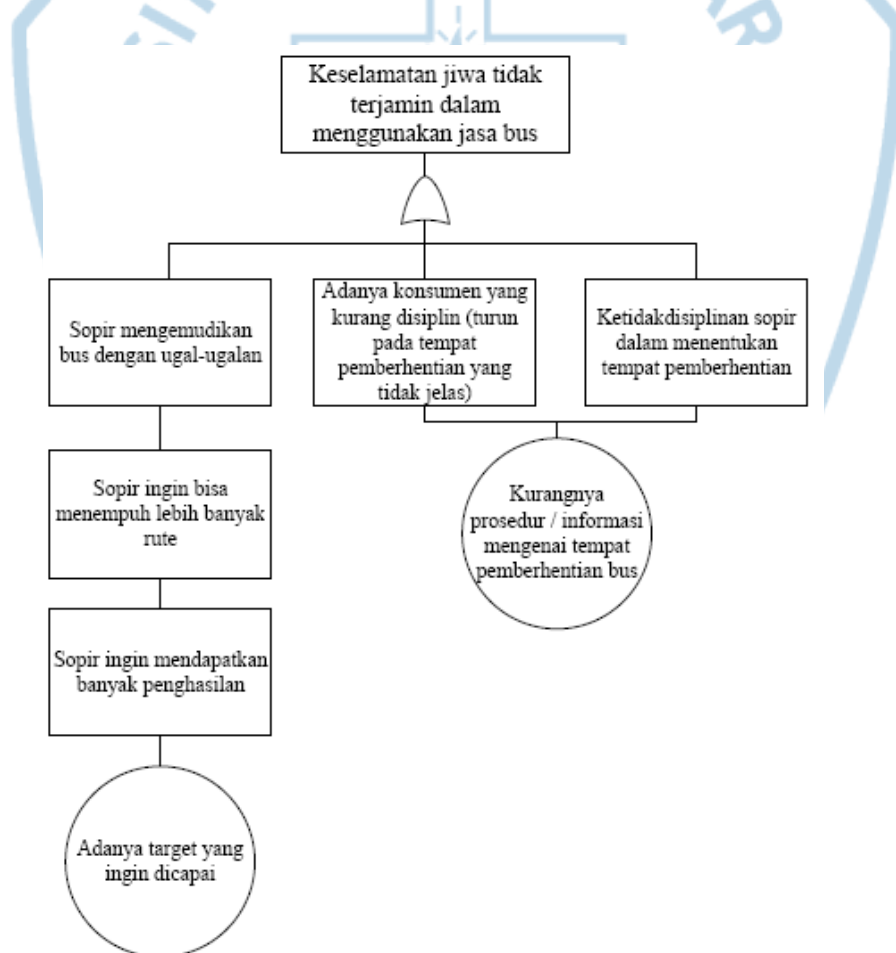 Keselamatan jiwa tidak
terjamin dalam
menggunakan jasa bus
Sopir mengemudikan
bus dengan ugal-ugalan
Adanya konsumen yang
kurang disiplin (turun
pada tempat
pemberhentian yang
tidak jelas)
Ketidakdisiplinan sopir
dalam menentukan
tempat pemberhentian
Sopir ingin bisa
menempuh lebih banyak
rute
Kurangnya
prosedur / informasi
mengenai tempat
pemberhentian bus
Sopir ingin mendapatkan
banyak penghasilan
Adanya target yang
ingin dicapai